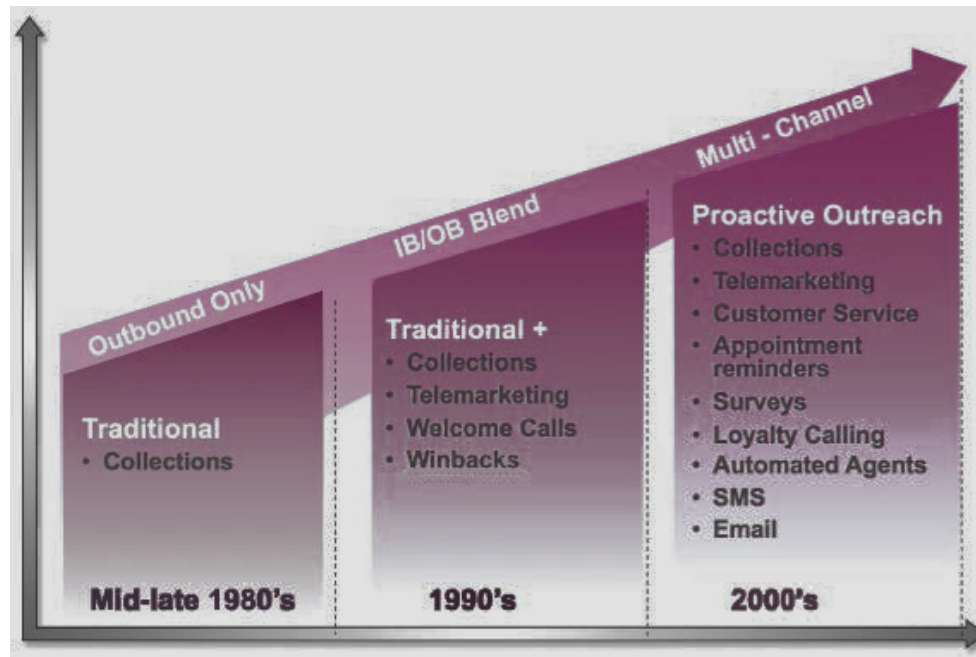 Outbound Only
Traditional
• Collections
Mid-late 1980's
IB/OB Blend
Traditional +
• Collections
• Telemarketing
• Welcome Calls
• Winbacks
1990's
Multi - Channel
Proactive Outreach
• Collections
• Telemarketing
• Customer Service
• Appointment
reminders
• Surveys
• Loyalty Calling
• Automated Agents
• SMS
• Email
2000's